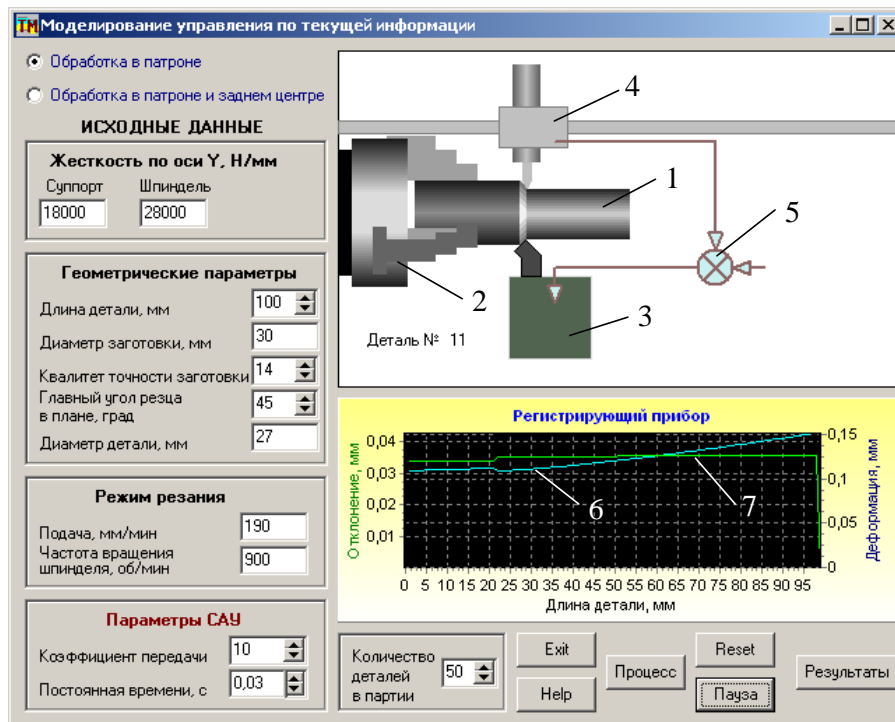 TM Моделирование управления по текущей информации
Обработка в патроне
Обработка в патроне и заднем центре
ИСХОДНЫЕ ДАННЫЕ
Жесткость по оси Y, Н/мм
Суппорт Шпиндель
18000 28000
Геометрические параметры
Длина детали, мм 100
Диаметр заготовки, мм 30
Квалитет точности заготовки 14
Главный угол резца
в плане, град 45
Диаметр детали, мм 27
Режим резания
Подача, мм/мин 190
Частота вращения
шпинделя, об/мин 900
Параметры САУ
Коэффициент передачи 10
Постоянная времени, с 0,03
4
1
5
2
3
Деталь № 11
Регистрирующий прибор
Отклонение, мм
0,04
0,03
0,02
0,01
6
7
0,15
0,1
0,05
0
Деформация, мм
0 5 10 15 20 25 30 35 40 45 50 55 60 65 70 75 80 85 90 95
Длина детали, мм
Количество
деталей
в партии
50
Exit
Help
Процесс
Reset
Пауза
Результаты